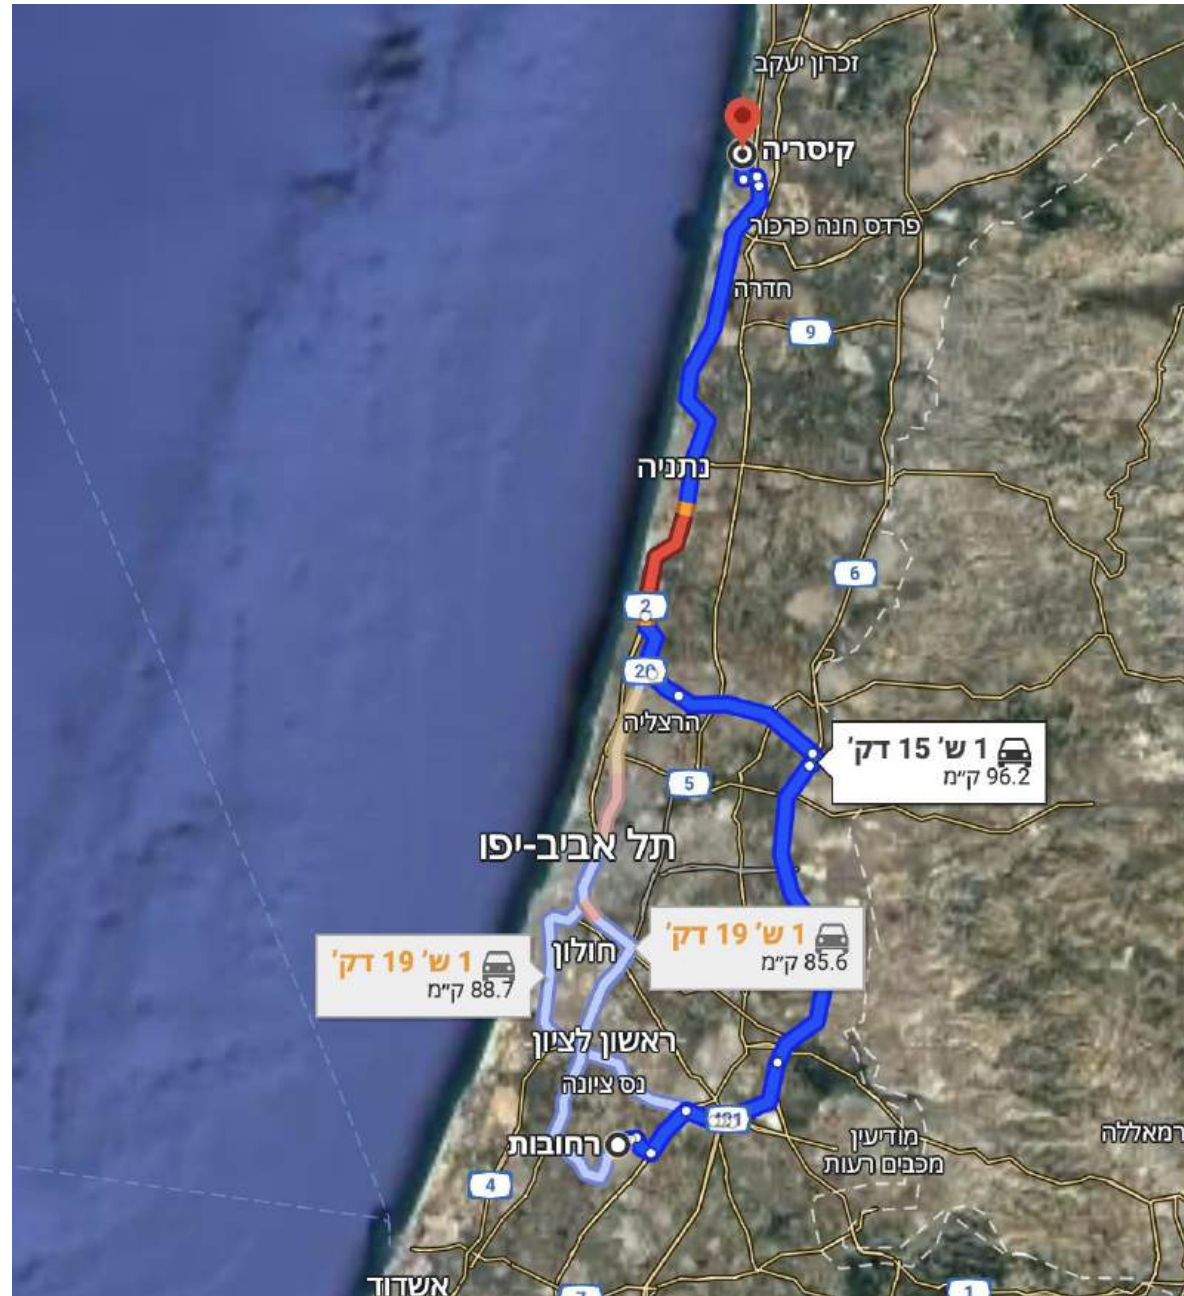 זכרון יעקב
קיסריה
פרדס חנה כרכור
חדרה
9
נתניה
6
2
20
הרצליה
1 ש' 15 דק'
96.2 ק"מ
5
תל אביב-יפו
1 ש' 19 דק'
85.6 ק"מ
חולון
1 ש' 19 דק'
88.7 ק"מ
ראשון לציון
נס ציונה
431
רחובות
מודיעין
מכבים רעות
רמאללה
4
אשדוד
7
1